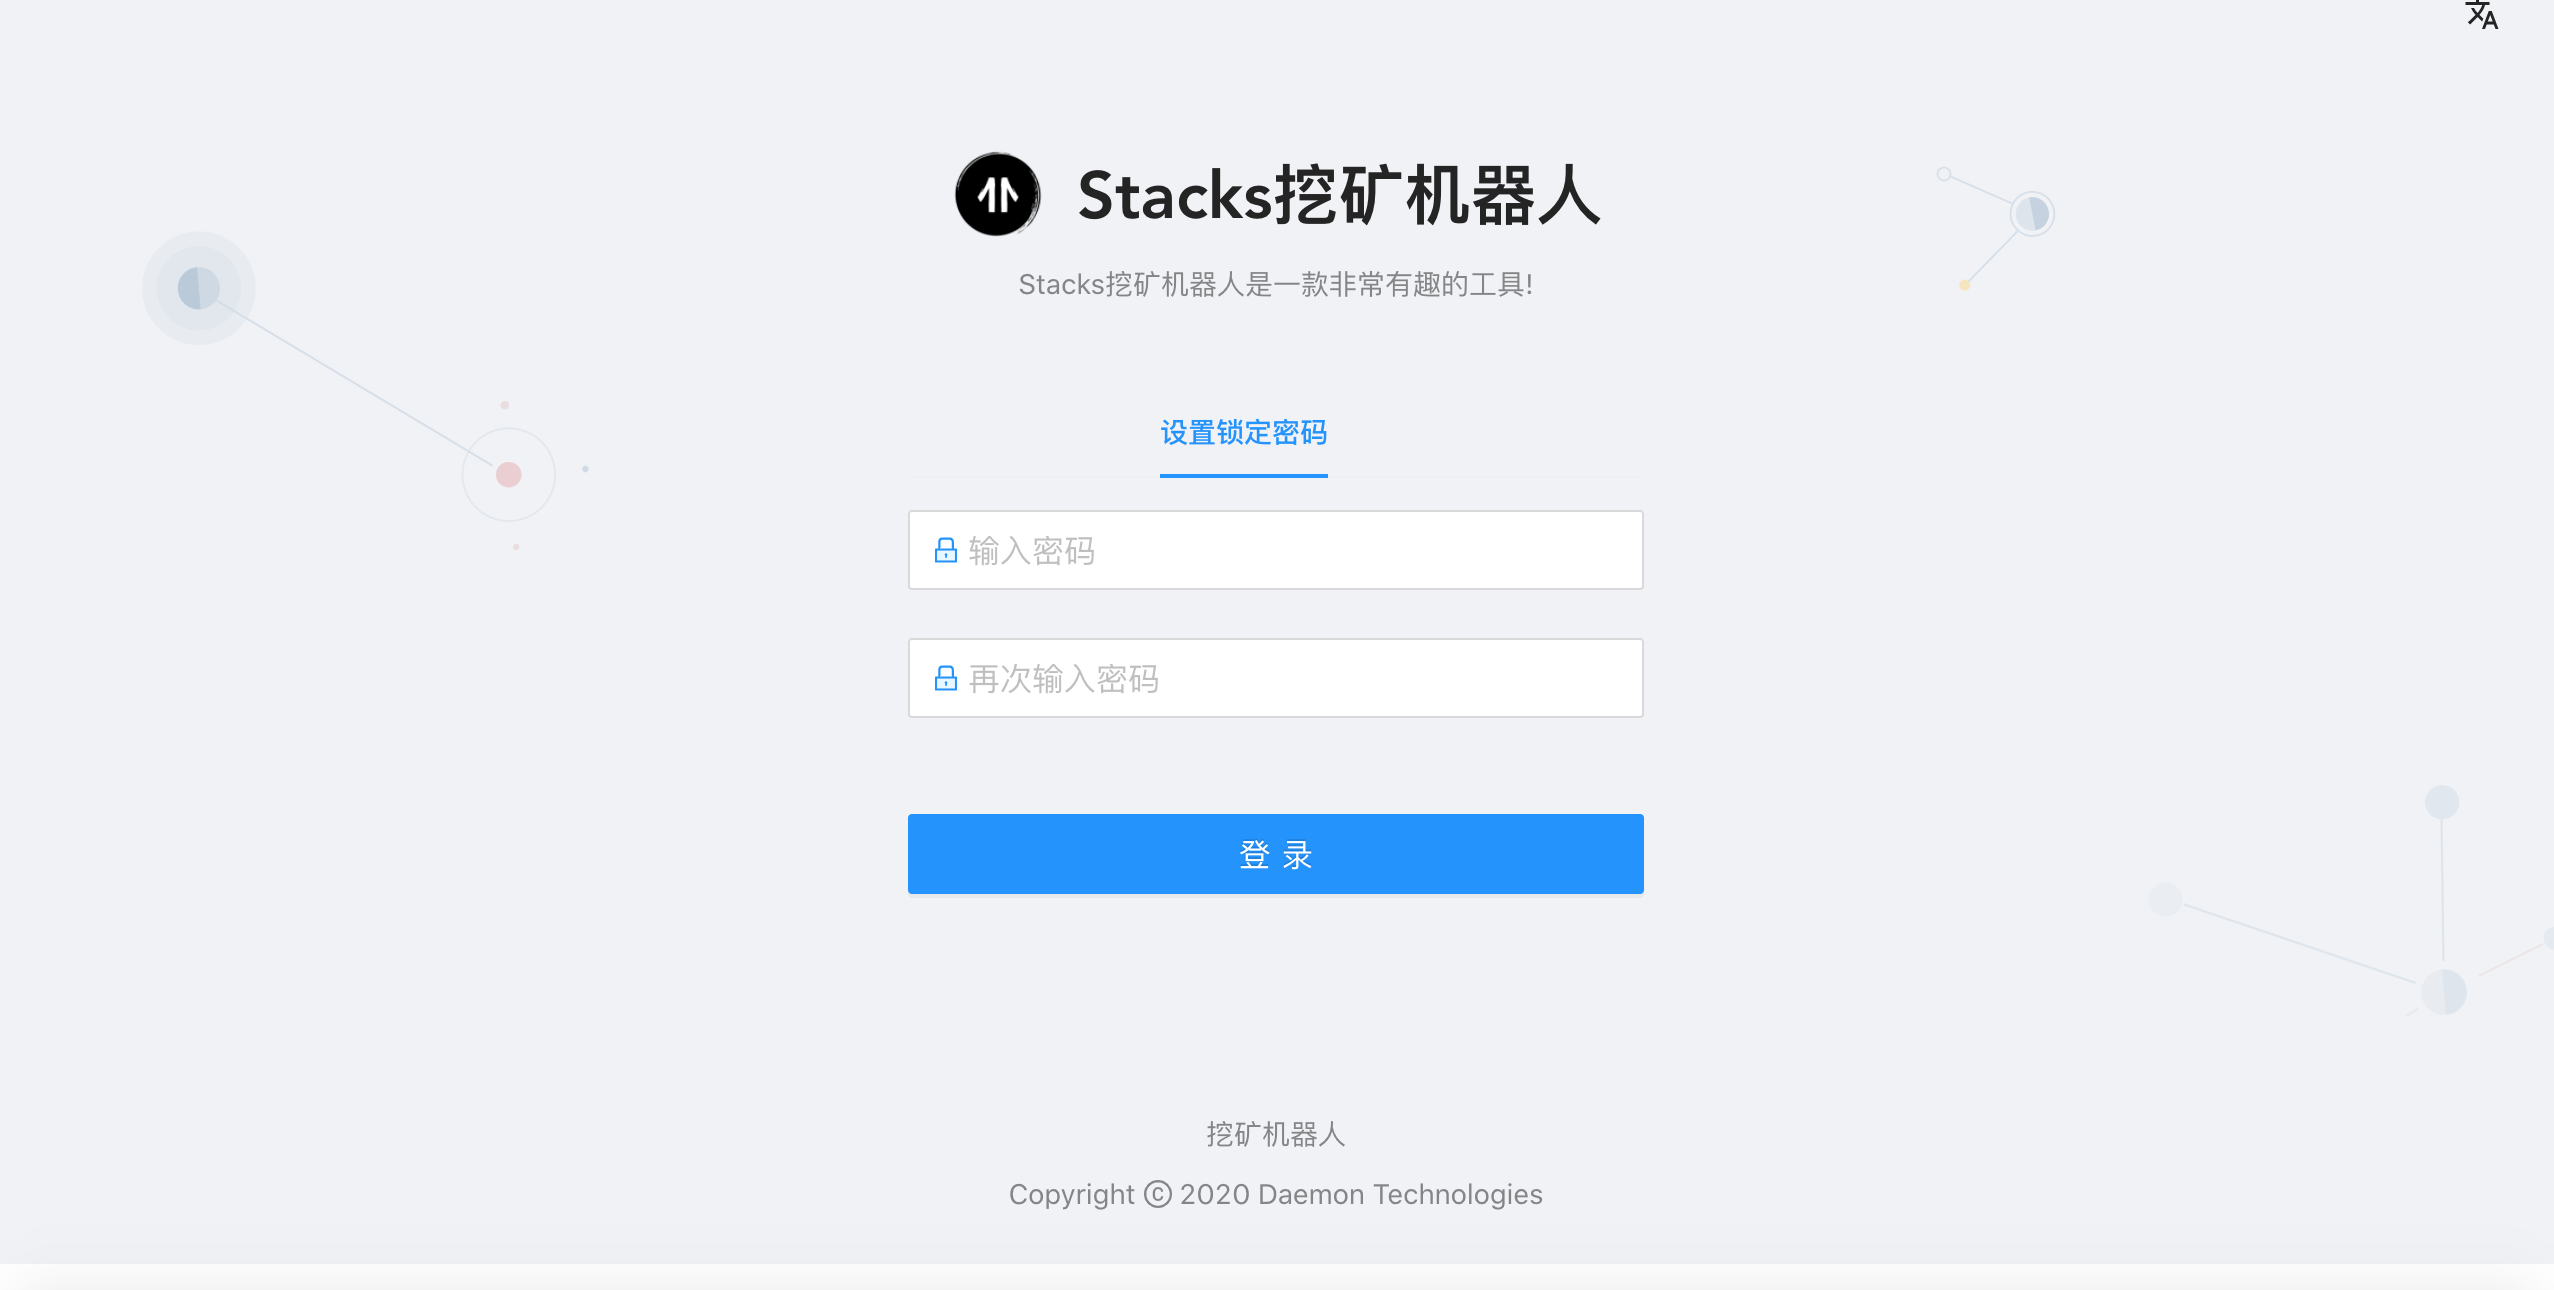 文A
Stacks挖矿机器人
Stacks挖矿机器人是一款非常有趣的工具!
设置锁定密码
输入密码
再次输入密码
登 录
挖矿机器人
Copyright © 2020 Daemon Technologies